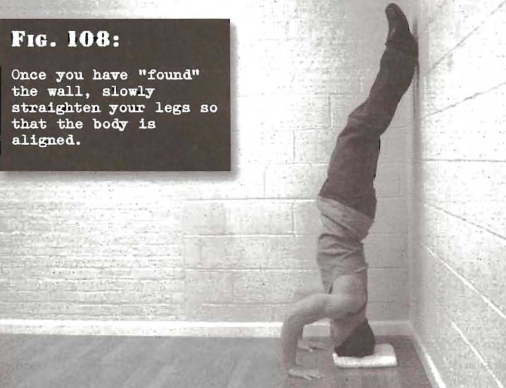 FIG. 108:
Once you have "found"
the wall, slowly
straighten your legs so
that the body is
aligned.